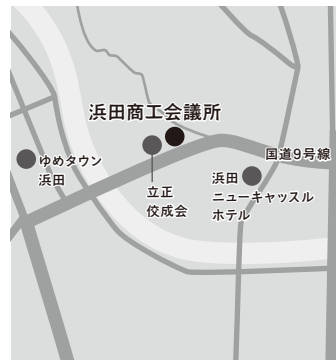 浜田商工会議所
国道9号線
ゆめタウン
浜田
立正
佼成会
浜田
ニューキャッスル
ホテル